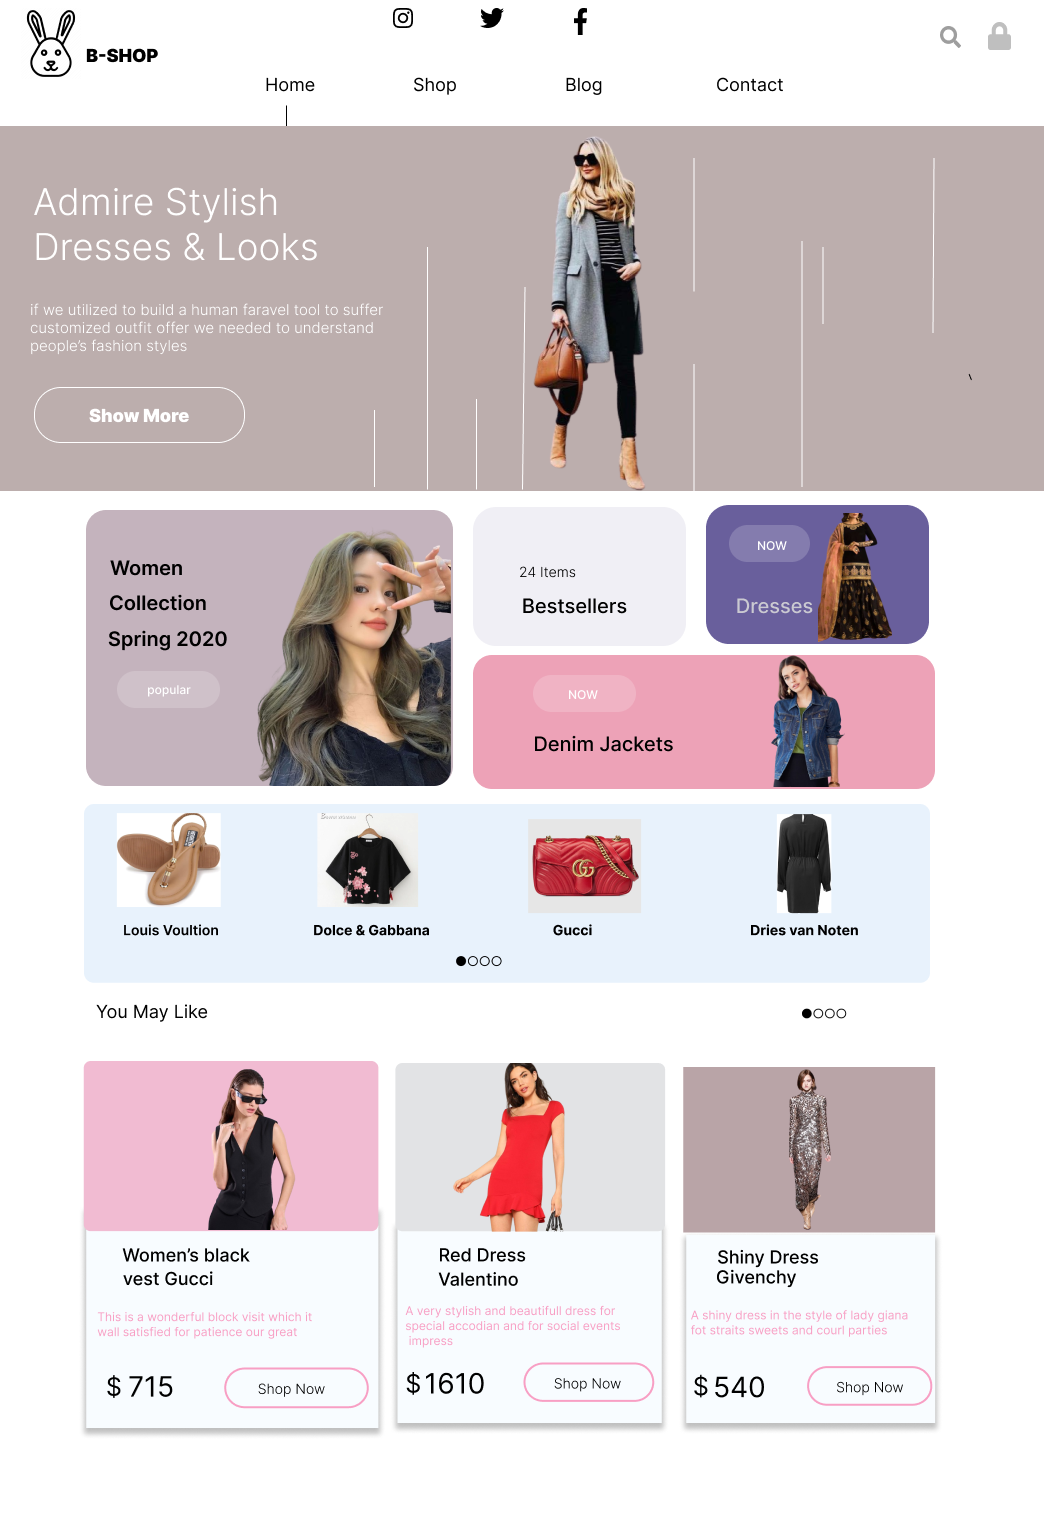 B-SHOP
Home
Shop
Blog
Contact
Admire Stylish
Dresses & Looks
if we utilized to build a human faravel tool to suffer
customized outfit offer we needed to understand
people's fashion styles
Show More
Women
Collection
Spring 2020
popular
24 Items
Bestsellers
NOW
Dresses
NOW
Denim Jackets
Louis Voultion
Dolce & Gabbana
Gucci
Dries van Noten
You May Like
Women's black
vest Gucci
This is a wonderful block visit which it
wall satisfied for patience our great
$ 715
Shop Now
Red Dress
Valentino
A very stylish and beautifull dress for
special accodian and for social events
impress
$1610
Shop Now
Shiny Dress
Givenchy
A shiny dress in the style of lady giana
fot straits sweets and courl parties
$ 540
Shop Now